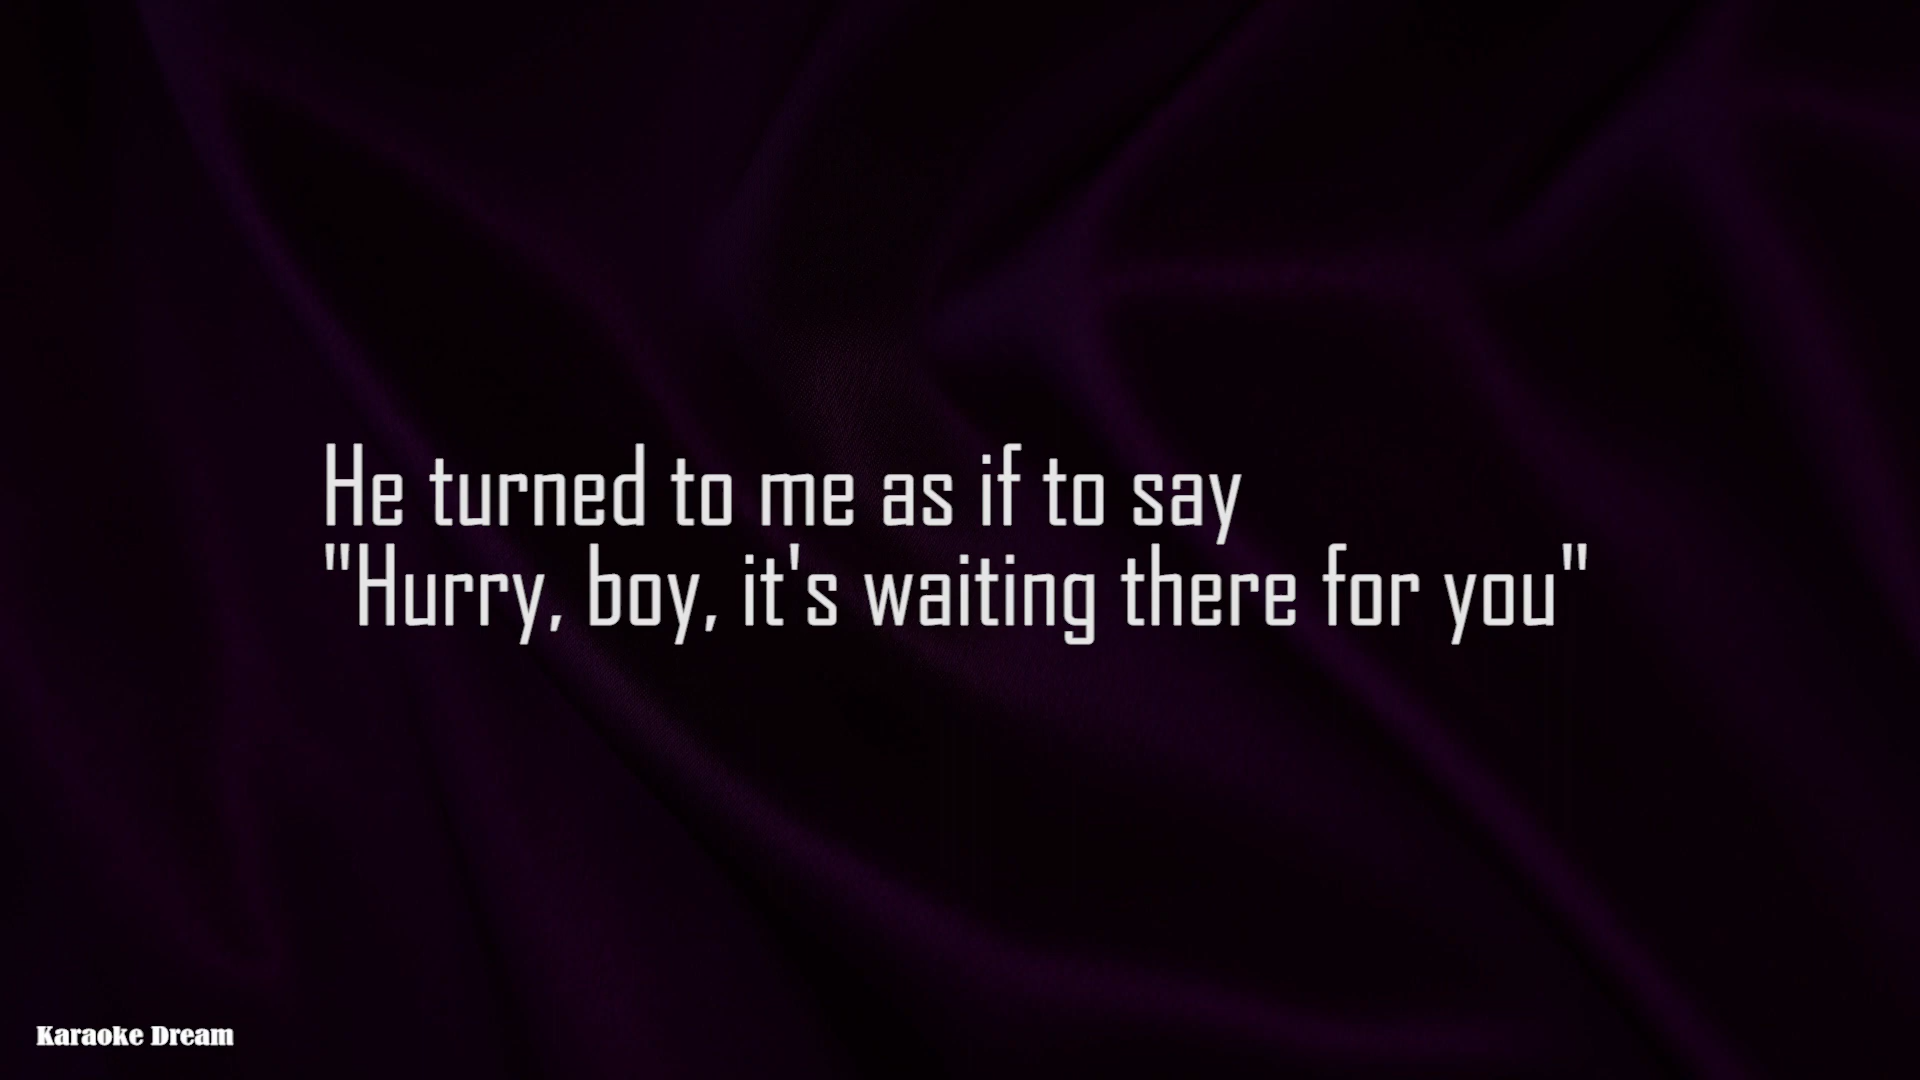 He turned to me as if to say
"Hurry, boy, it's waiting there for you"
Karaoke Dream